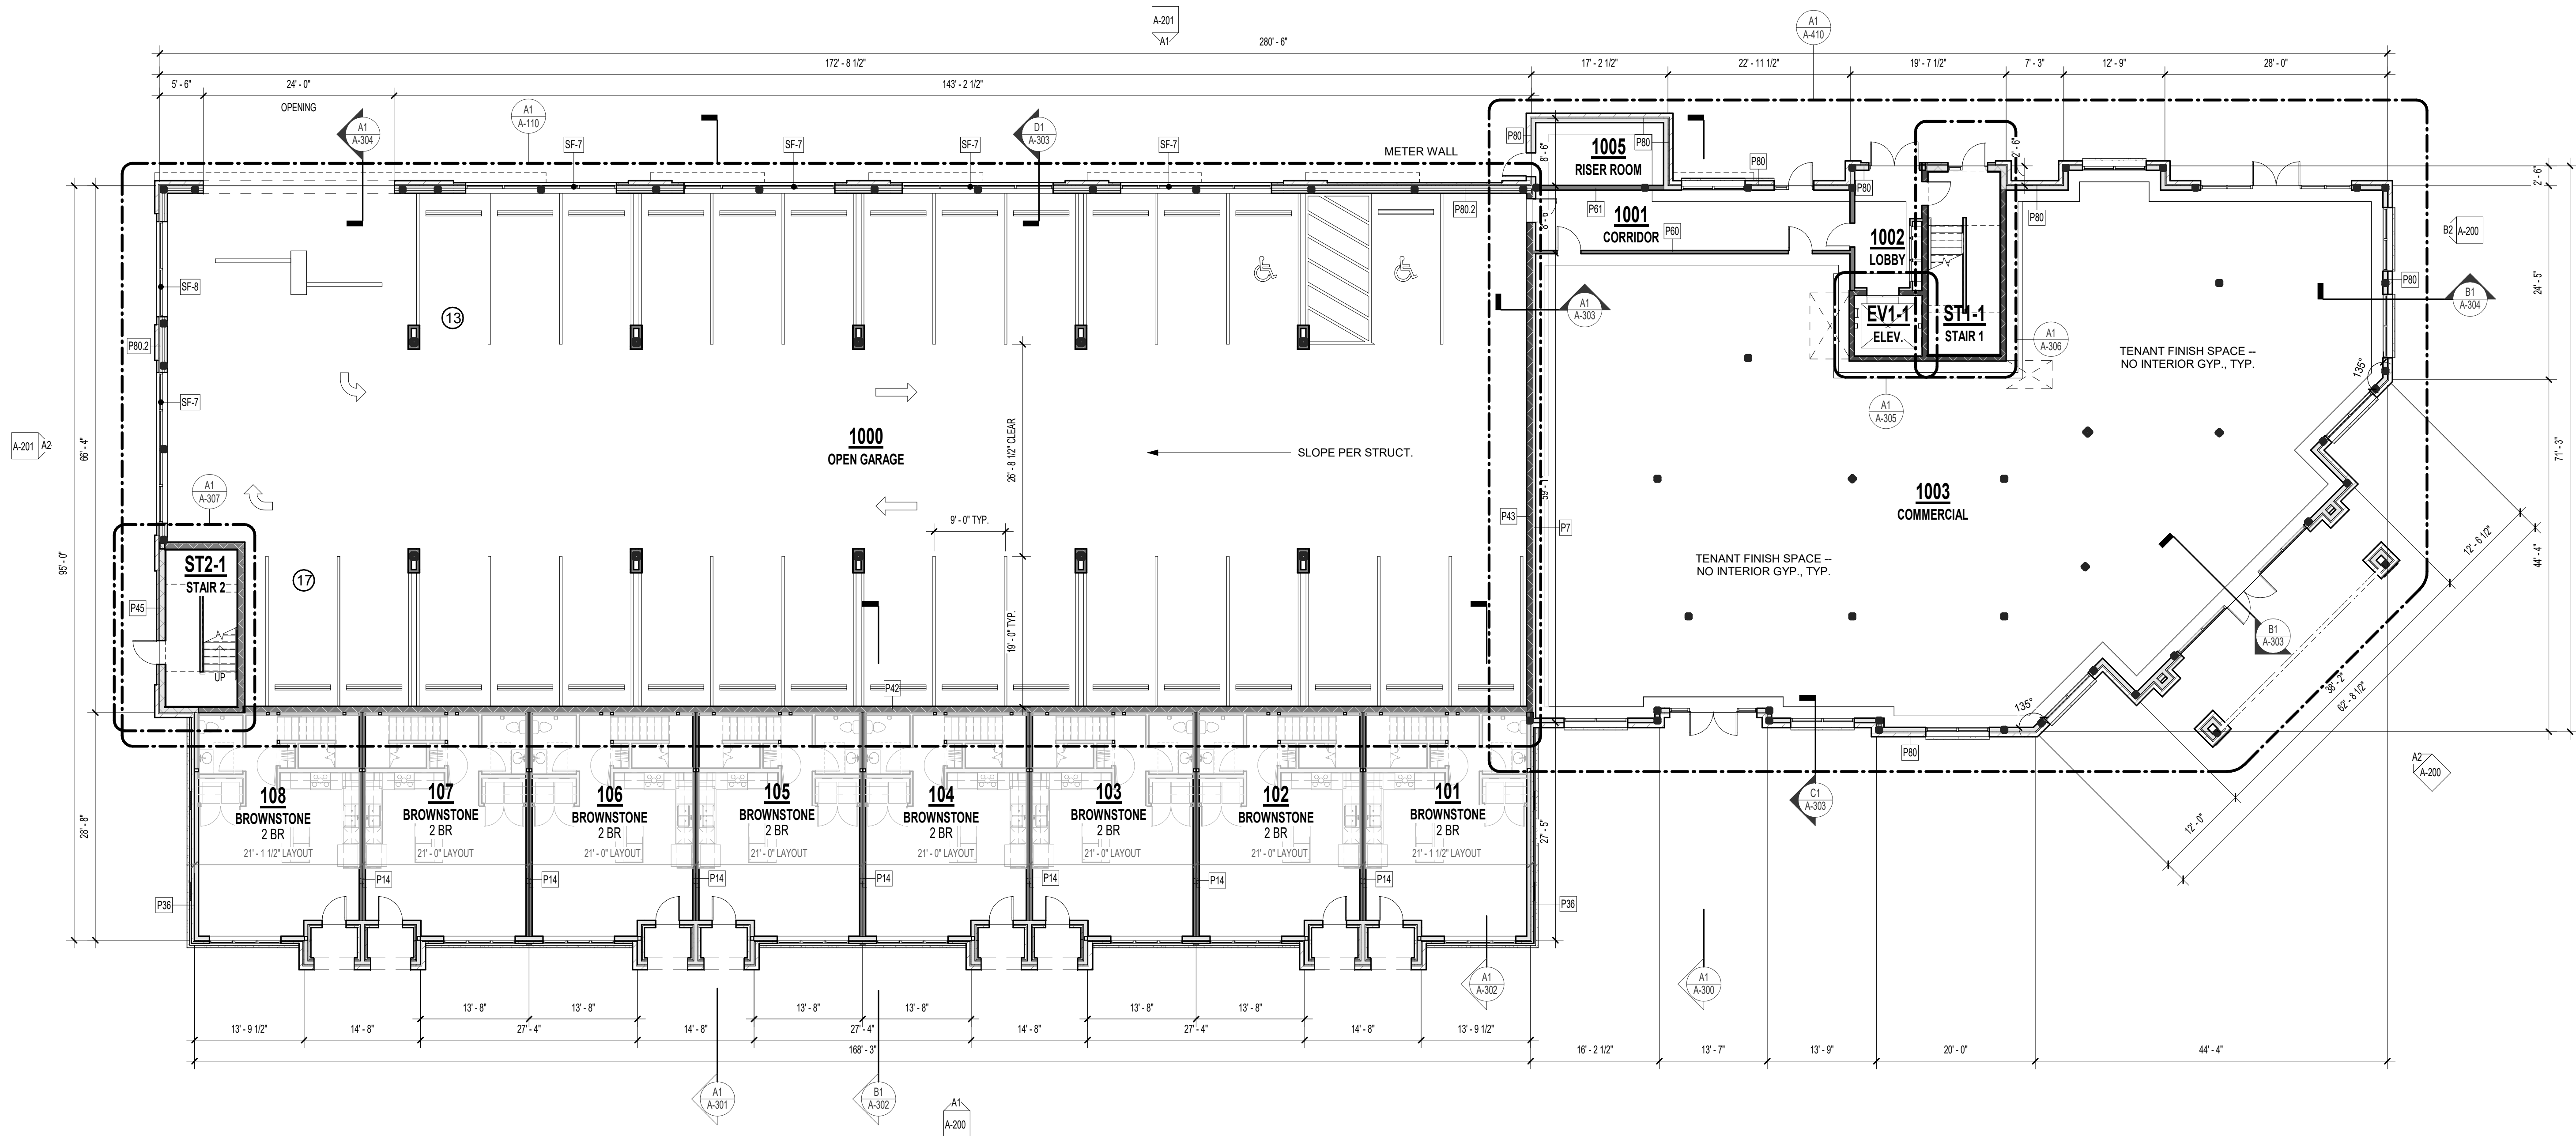 A-201
A1
A1
A-410
280' - 6"
172' - 8 1/2"
17' - 2 1/2"
22' - 11 1/2"
19' - 7 1/2"
7' - 3"
12' - 9"
28' - 0"
5' - 6"
24' - 0"
143' - 2 1/2"
OPENING
A1
A-304
A1
A-110
SF-7
SF-7
SF-7
D1
A-303
SF-7
METER WALL
P80
P80
8' - 6"
1005
RISER ROOM
P80
P80
2' - 6"
P80
2' - 6"
P80.2
P61
8' - 6"
1001
CORRIDOR
P60
1002
LOBBY
P80
B2
A-200
24' - 5"
SF-8
P80.2
SF-7
13
A1
A-303
EV1-1
ELEV.
ST1-1
STAIR 1
A1
A-306
A1
A-305
TENANT FINISH SPACE --
NO INTERIOR GYP., TYP.
135°
P80
B1
A-304
A-201
A2
66' - 4"
95' - 0"
1000
OPEN GARAGE
26' - 8 1/2" CLEAR
SLOPE PER STRUCT.
71' - 3"
A1
A-307
9' - 0" TYP.
P43
59' - 1"
P7
1003
COMMERCIAL
TENANT FINISH SPACE --
NO INTERIOR GYP., TYP.
12' - 6 1/2"
44' - 4"
ST2-1
STAIR 2
17
P45
UP
19' - 0" TYP.
P42
B1
A-303
38' - 2"
62' - 8 1/2"
135°
P80
A2
A-200
28' - 8"
108
BROWNSTONE
2 BR
21' - 1 1/2" LAYOUT
107
BROWNSTONE
2 BR
21' - 0" LAYOUT
106
BROWNSTONE
2 BR
21' - 0" LAYOUT
105
BROWNSTONE
2 BR
21' - 0" LAYOUT
104
BROWNSTONE
2 BR
21' - 0" LAYOUT
103
BROWNSTONE
2 BR
21' - 0" LAYOUT
102
BROWNSTONE
2 BR
21' - 0" LAYOUT
101
BROWNSTONE
2 BR
21' - 1 1/2" LAYOUT
27' - 5"
C1
A-303
12' - 0"
P36
P14
P14
P14
P14
P14
P14
P14
P36
A1
A-302
A1
A-300
13' - 8"
13' - 8"
13' - 8"
13' - 8"
13' - 8"
13' - 8"
13' - 9 1/2"
14' - 8"
27' - 4"
14' - 8"
27' - 4"
14' - 8"
27' - 4"
14' - 8"
13' - 9 1/2"
168' - 3"
16' - 2 1/2"
13' - 7"
13' - 9"
20' - 0"
44' - 4"
A1
A-301
B1
A-302
A1
A-200